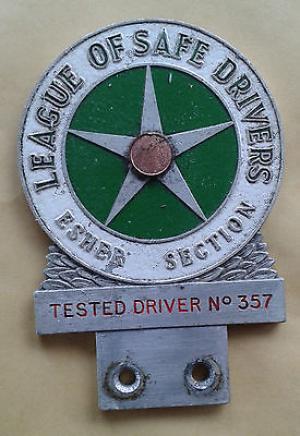 LEAGUE OF SAFE DRIVERS
ESHER SECTION
TESTED DRIVER Nº 357